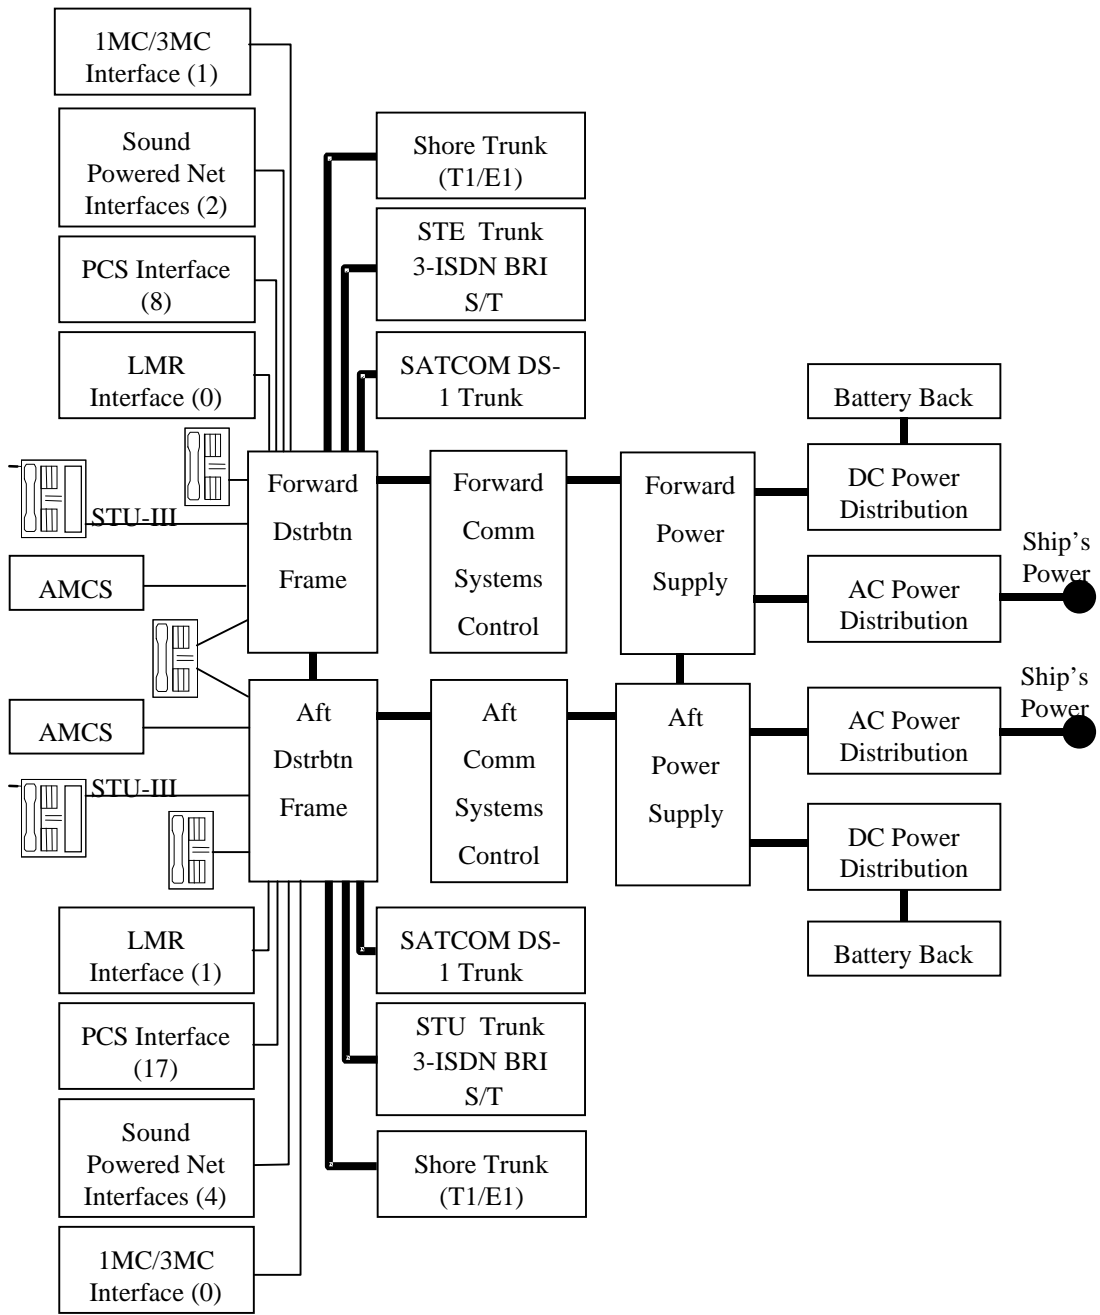 1MC/3MC
Interface (1)
Sound
Powered Net
Interfaces (2)
PCS Interface
(8)
LMR
Interface (0)
Shore Trunk
(T1/E1)
STE Trunk
3-ISDN BRI
S/T
SATCOM DS-
1 Trunk
STU-III
AMCS
Forward
Dstrbtn
Frame
Forward
Comm
Systems
Control
Forward
Power
Supply
Battery Back
DC Power
Distribution
AC Power
Distribution
Ship's
Power
AMCS
STU-III
Aft
Dstrbtn
Frame
Aft
Comm
Systems
Control
Aft
Power
Supply
AC Power
Distribution
Ship's
Power
DC Power
Distribution
Battery Back
LMR
Interface (1)
PCS Interface
(17)
Sound
Powered Net
Interfaces (4)
1MC/3MC
Interface (0)
SATCOM DS-
1 Trunk
STU Trunk
3-ISDN BRI
S/T
Shore Trunk
(T1/E1)